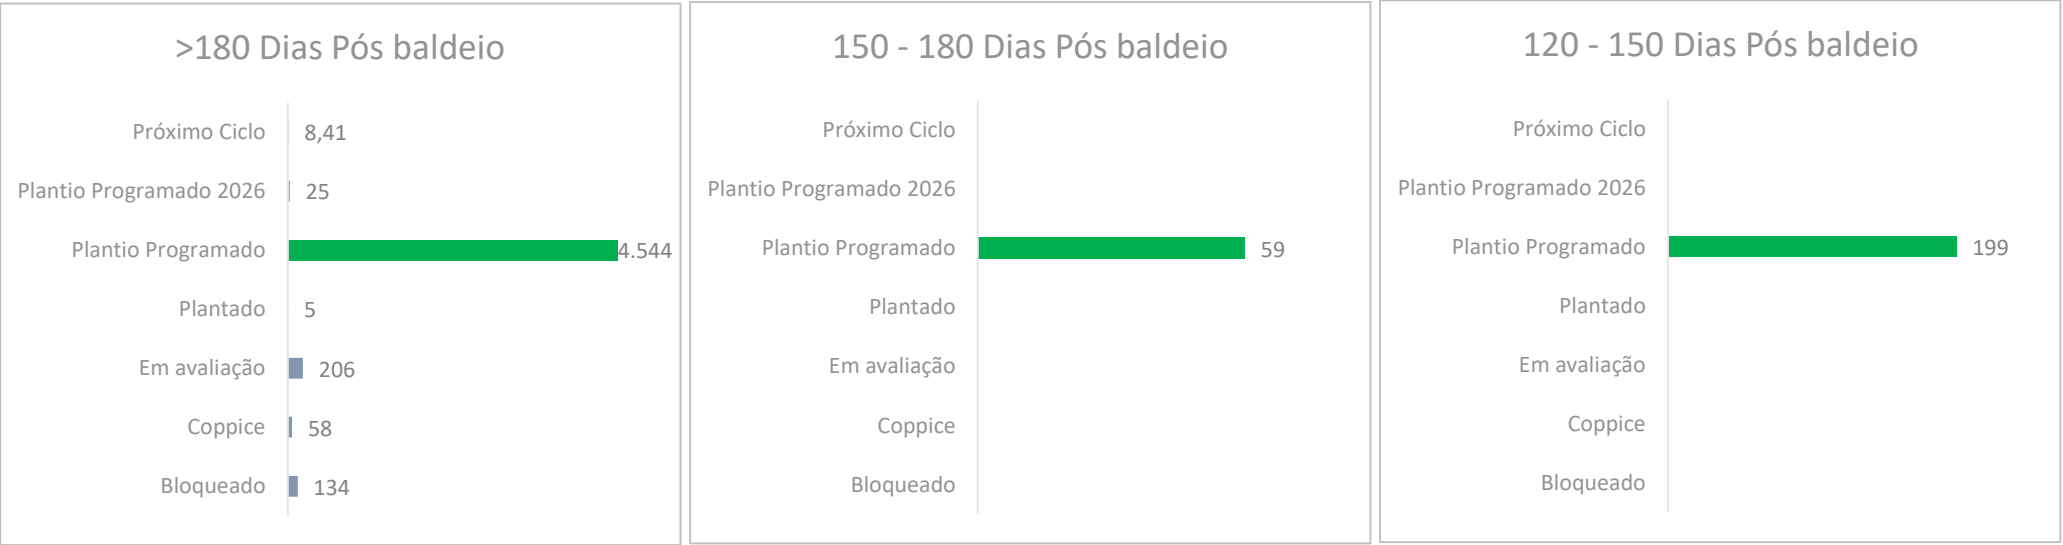 >180 Dias Pós baldeio
Próximo Ciclo 8,41
Plantio Programado 2026 25
Plantio Programado 4.544
Plantado 5
Em avaliação 206
Coppice 58
Bloqueado 134
150 - 180 Dias Pós baldeio
Próximo Ciclo
Plantio Programado 2026
Plantio Programado 59
Plantado
Em avaliação
Coppice
Bloqueado
120 - 150 Dias Pós baldeio
Próximo Ciclo
Plantio Programado 2026
Plantio Programado 199
Plantado
Em avaliação
Coppice
Bloqueado